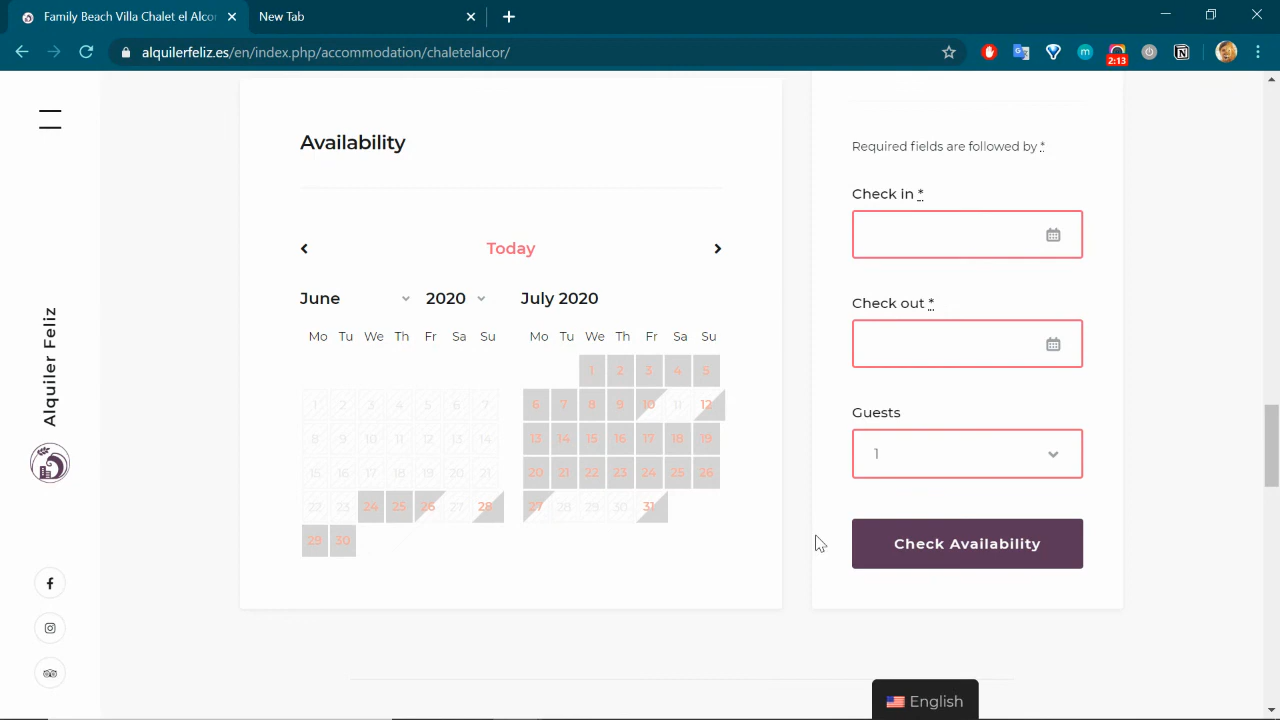 Family Beach Villa Chalet el Alcor
New Tab
alquilerfeliz.es/en/index.php/accommodation/chaletelalcor/
2:13
Alquiler Feliz
Availability
Today
June 2020 July 2020
Mo Tu We Th Fr Sa Su
1 2 3 4 5 6 7
8 9 10 11 12 13 14
15 16 17 18 19 20 21
22 23 24 25 26 27 28
29 30
Mo Tu We Th Fr Sa Su
1 2 3 4 5
6 7 8 9 10 11 12
13 14 15 16 17 18 19
20 21 22 23 24 25 26
27 28 29 30 31
Required fields are followed by *
Check in *
Check out *
Guests
1
Check Availability
English